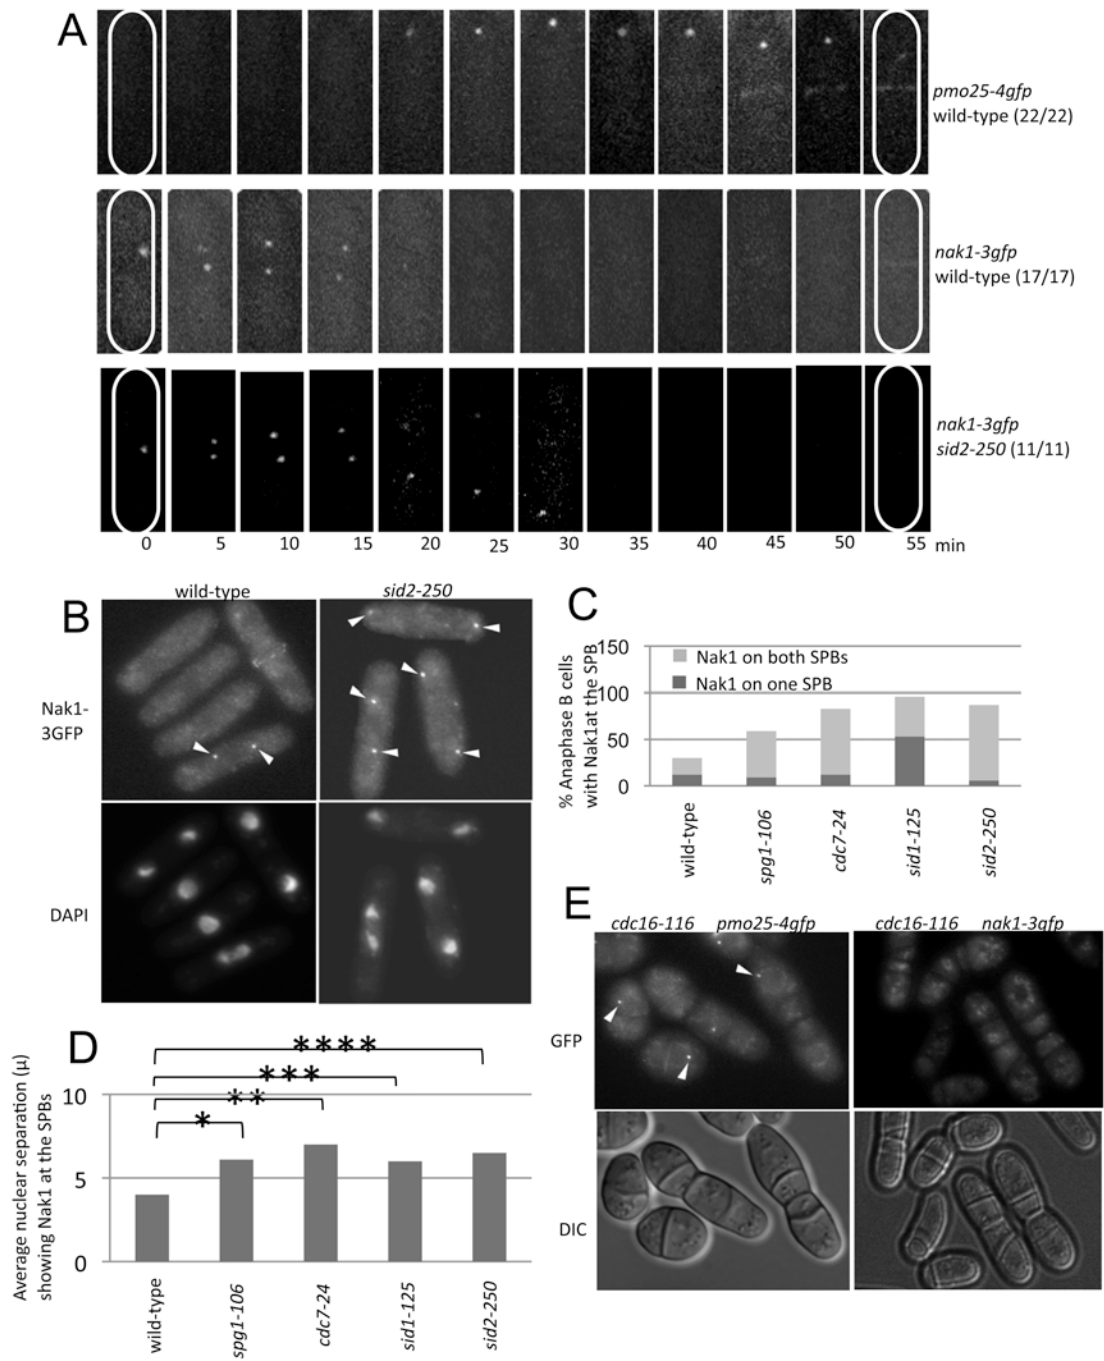 A
pmo25-4gfp
wild-type (22/22)
nak1-3gfp
wild-type (17/17)
nak1-3gfp
sid2-250 (11/11)
0 5 10 15 20 25 30 35 40 45 50 55 min
B
wild-type sid2-250
Nak1-
3GFP
DAPI
C
% Anaphase B cells
with Nak1at the SPB
150
100
50
0
Nak1 on both SPBs
Nak1 on one SPB
wild-type
spg1-106
cdc7-24
sid1-125
sid2-250
D
Average nuclear separation (µ)
showing Nak1 at the SPBs
10
5
0
****
***
**
*
wild-type
spg1-106
cdc7-24
sid1-125
sid2-250
E
cdc16-116 pmo25-4gfp cdc16-116 nak1-3gfp
GFP
DIC